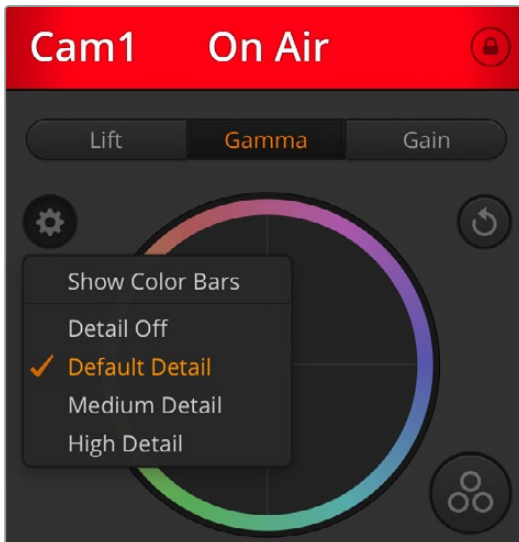 Cam1 On Air
Lift Gamma Gain
Show Color Bars
Detail Off
Default Detail
Medium Detail
High Detail